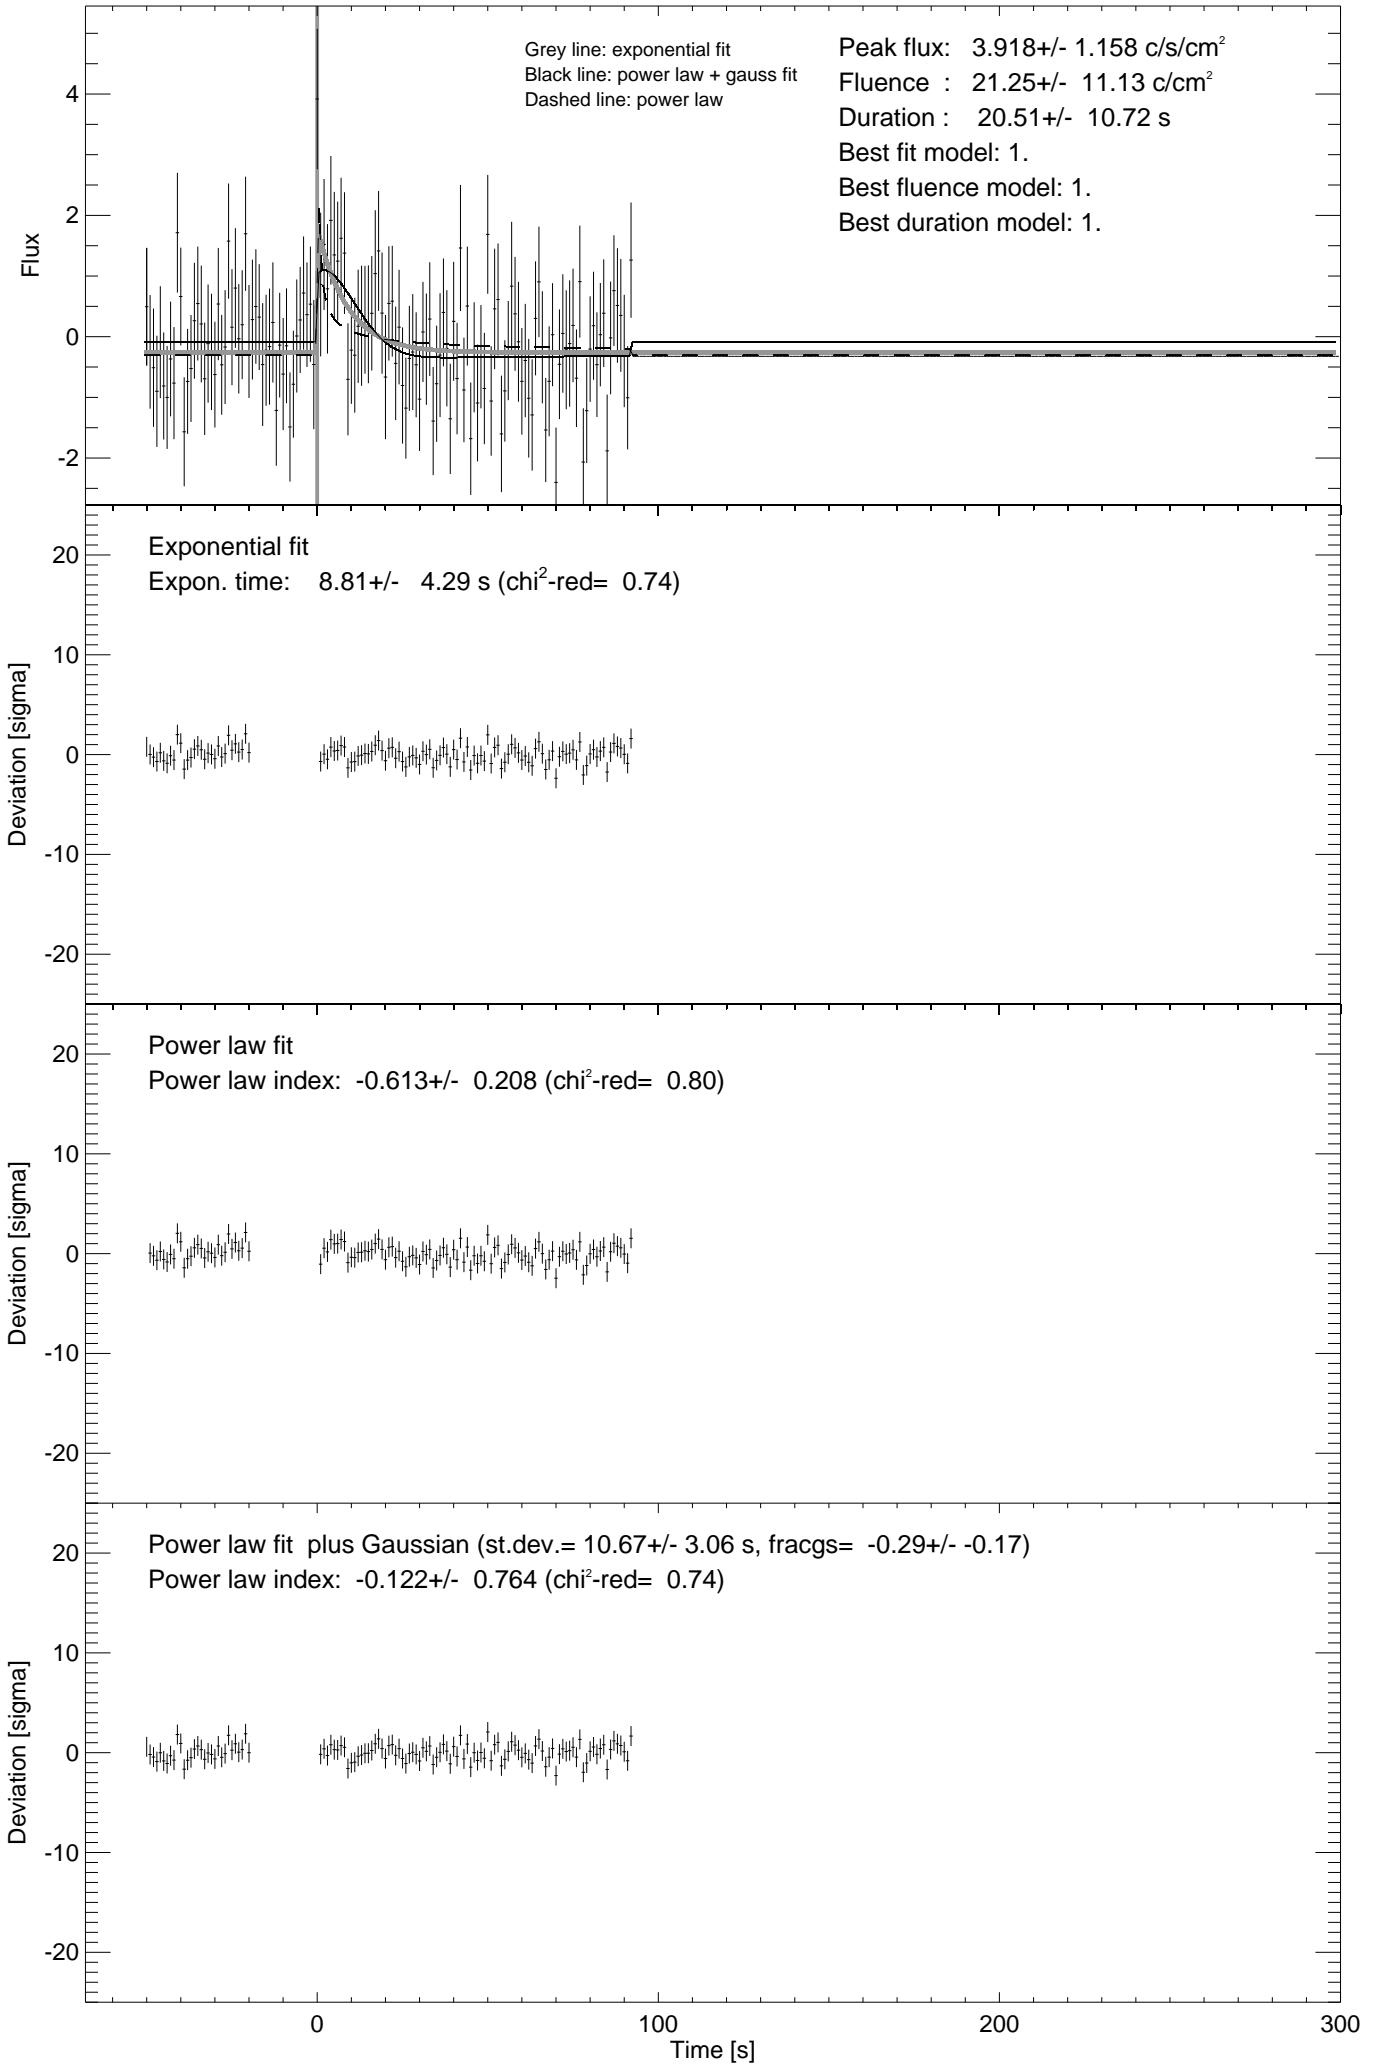 Grey line: exponential fit
Black line: power law + gauss fit
Dashed line: power law
Peak flux: 3.918+/- 1.158 c/s/cm²
Fluence : 21.25+/- 11.13 c/cm²
Duration : 20.51+/- 10.72 s
Best fit model: 1.
Best fluence model: 1.
Best duration model: 1.
4
2
0
-2
Flux
Exponential fit
Expon. time: 8.81+/- 4.29 s (chi²-red= 0.74)
20
10
0
-10
-20
Deviation [sigma]
Power law fit
Power law index: -0.613+/- 0.208 (chi²-red= 0.80)
20
10
0
-10
-20
Deviation [sigma]
Power law fit plus Gaussian (st.dev.= 10.67+/- 3.06 s, fracgs= -0.29+/- -0.17)
Power law index: -0.122+/- 0.764 (chi²-red= 0.74)
20
10
0
-10
-20
Deviation [sigma]
0 100 200 300
Time [s]